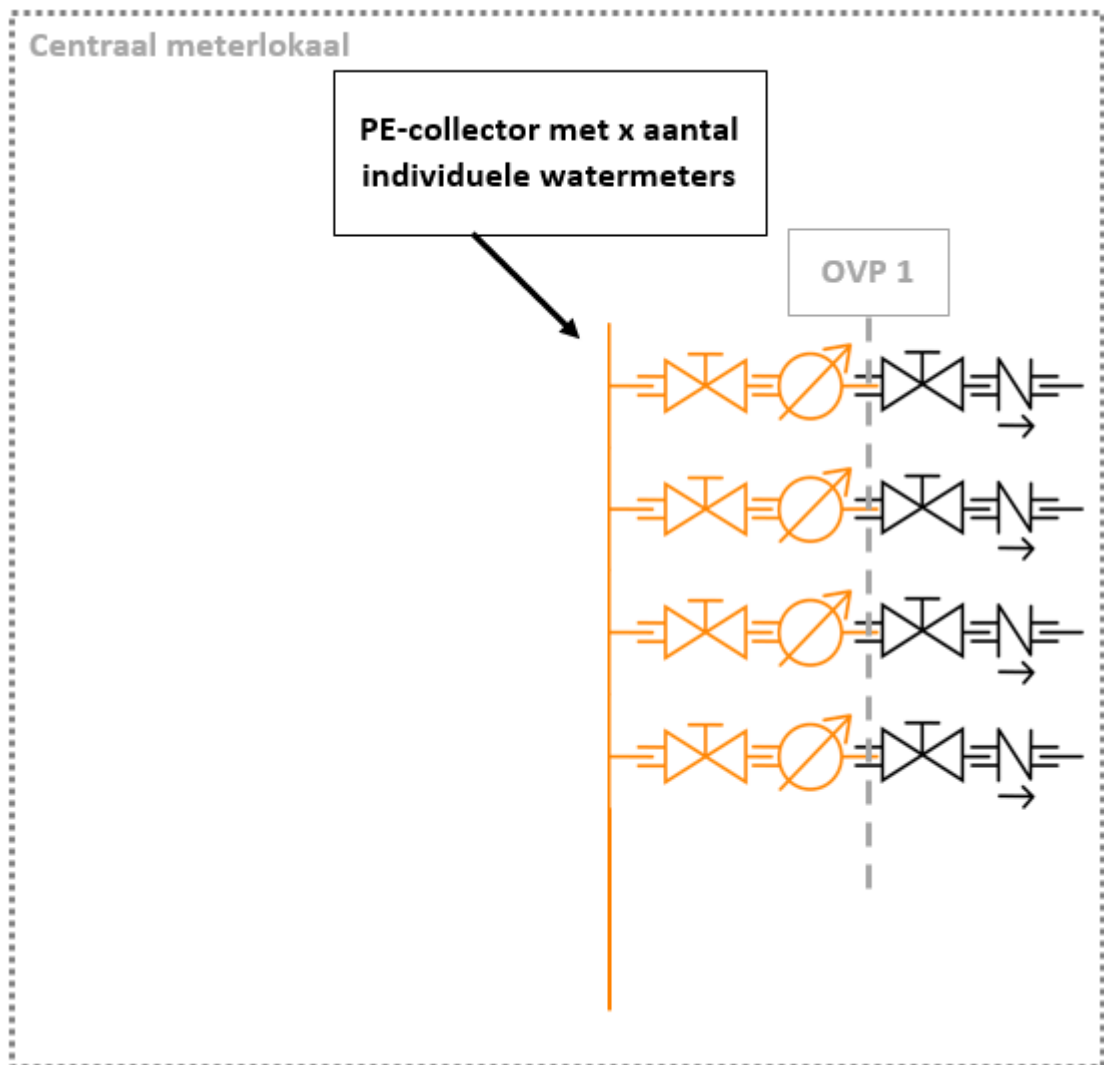 Centraal meterlokaal
PE-collector met x aantal
individuele watermeters
OVP 1